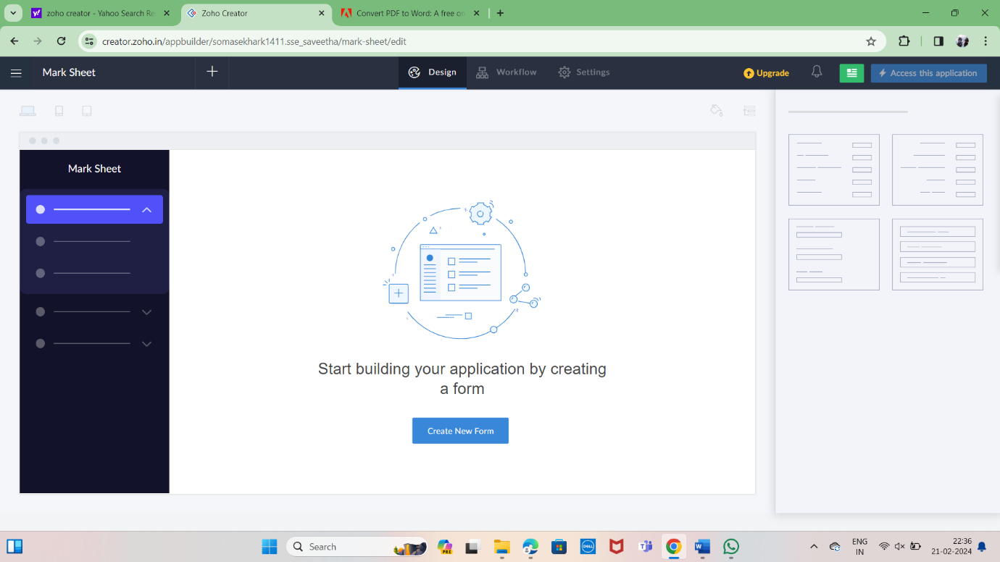 zoho creator - Yahoo Search Re
Zoho Creator
Convert PDF to Word: A free on
creator.zoho.in/appbuilder/somasekhark1411.sse_saveetha/mark-sheet/edit
Mark Sheet
Design
Workflow
Settings
Upgrade
Access this application
Mark Sheet
Start building your application by creating
a form
Create New Form
Search
PRE
DELL
ENG
IN
22:36
21-02-2024